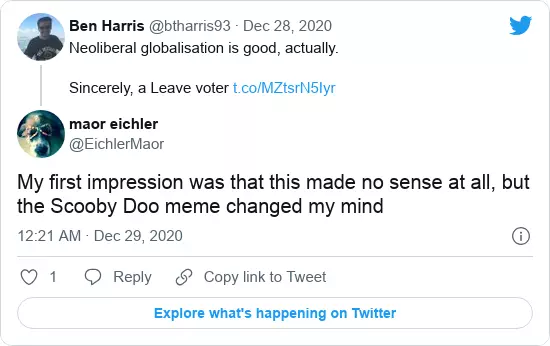 Ben Harris @btharris93 · Dec 28, 2020
Neoliberal globalisation is good, actually.
Sincerely, a Leave voter t.co/MZtsrN5Iyr
maor eichler
@EichlerMaor
My first impression was that this made no sense at all, but
the Scooby Doo meme changed my mind
12:21 AM · Dec 29, 2020
1 Reply Copy link to Tweet
Explore what's happening on Twitter